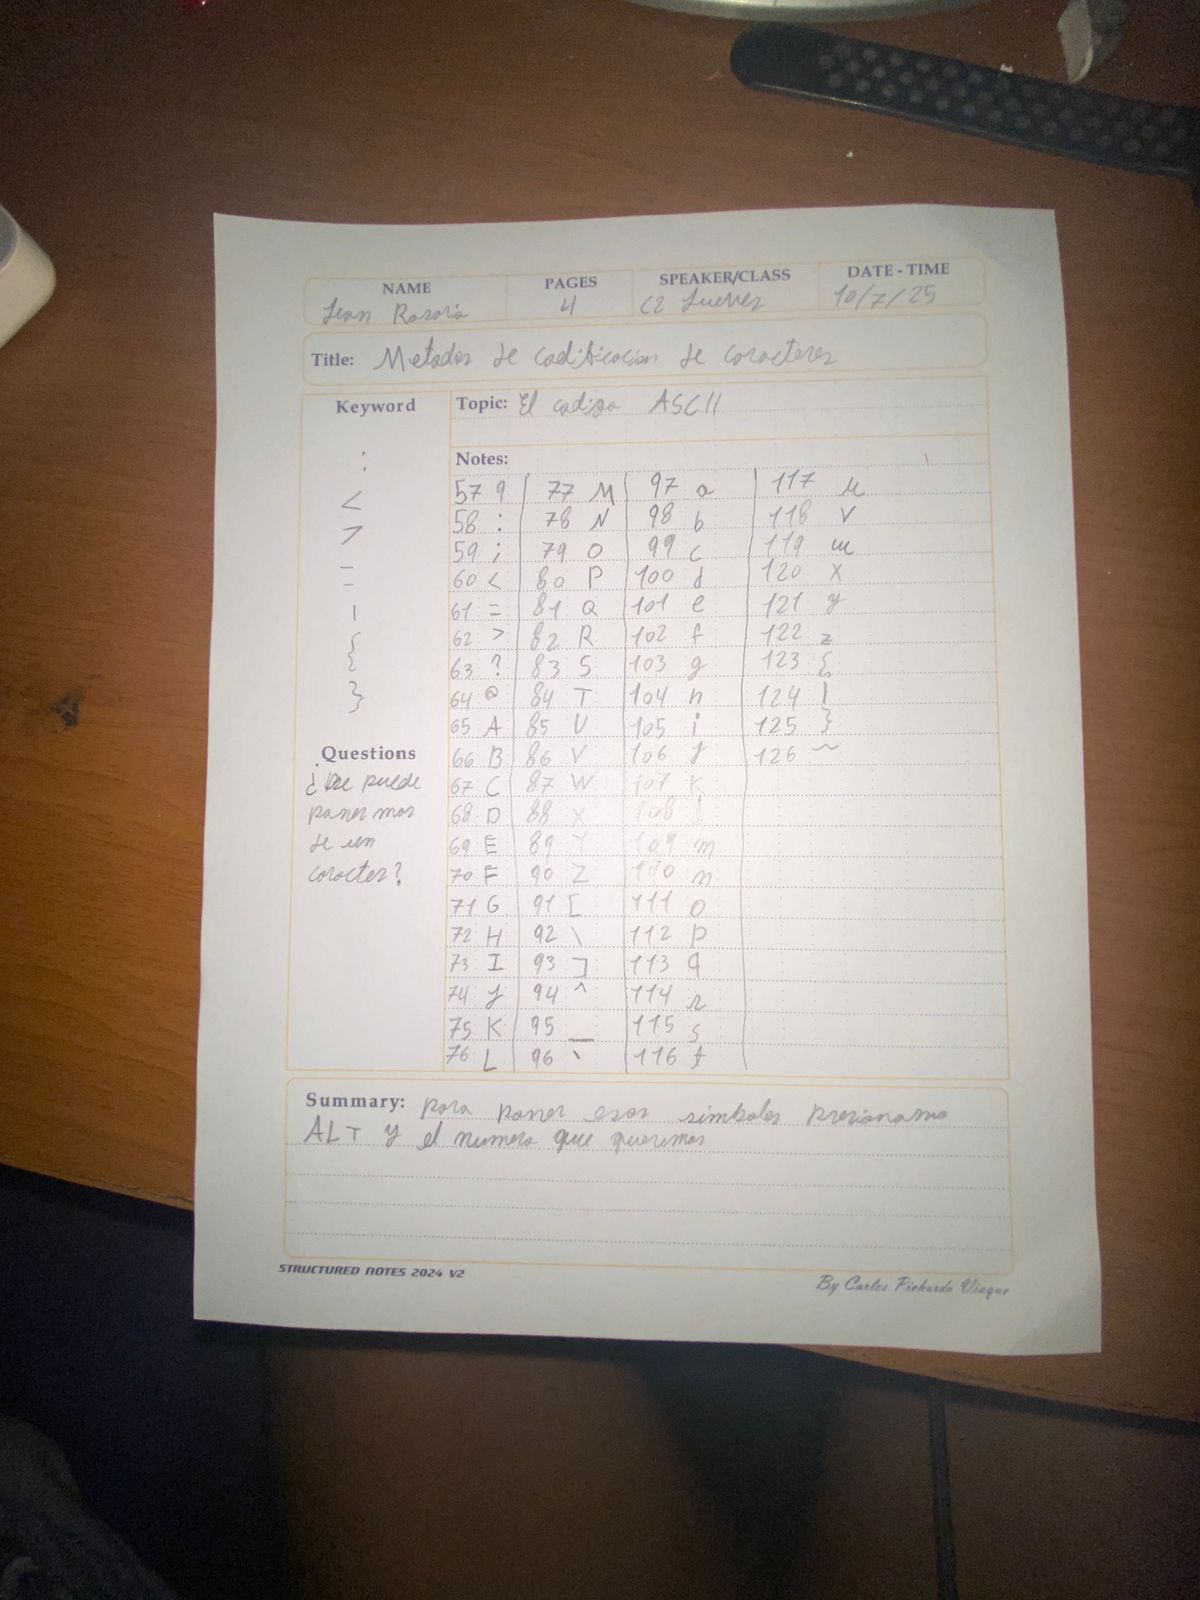 NAME PAGES SPEAKER/CLASS DATE - TIME
Jean Rosario 4 C2 Jueves 10/7/25
Title: Metodos de codificacion de caracteres
Keyword
:
<
>
=
|
{
}
Questions
¿Se puede
poner mas
de un
caracter?
Topic: El codigo ASCII
Notes:
57 9 77 M 97 a 117 u
58 : 78 N 98 b 118 v
59 ; 79 O 99 c 119 w
60 < 80 P 100 d 120 x
61 = 81 Q 101 e 121 y
62 > 82 R 102 f 122 z
63 ? 83 S 103 g 123 {
64 @ 84 T 104 h 124 |
65 A 85 U 105 i 125 }
66 B 86 V 106 j 126 ~
67 C 87 W 107 k
68 D 88 X 108 l
69 E 89 Y 109 m
70 F 90 Z 110 n
71 G 91 [ 111 o
72 H 92 \ 112 p
73 I 93 ] 113 q
74 J 94 ^ 114 r
75 K 95 _ 115 s
76 L 96 ` 116 t
Summary: para poner esos simbolos presionamo
ALT y el numero que queremos
STRUCTURED NOTES 2024 V2
By Carlos Pichardo Viuque